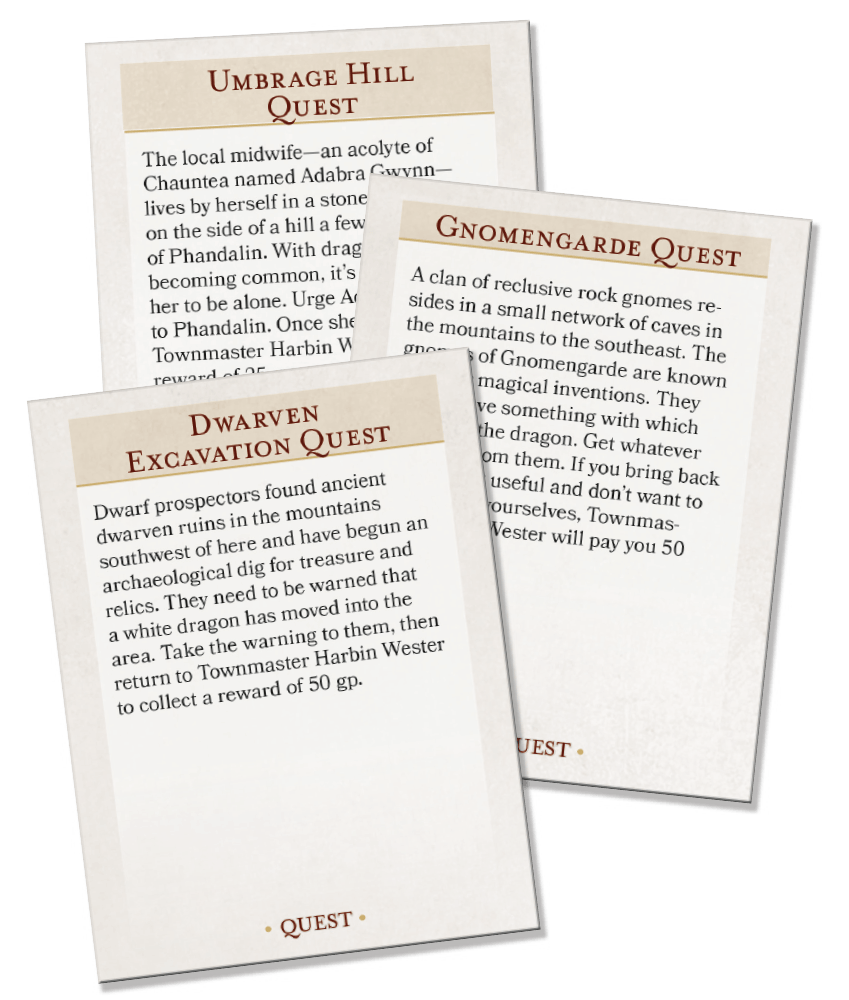 UMBRAGE HILL
QUEST
The local midwife—an acolyte of
Chauntea named Adabra Gwynn—
lives by herself in a stone
on the side of a hill a few
of Phandalin. With drag
becoming common, it's
her to be alone. Urge Ad
to Phandalin. Once she
Townmaster Harbin W
reward of 25
GNOMENGARDE QUEST
A clan of reclusive rock gnomes re-
sides in a small network of caves in
the mountains to the southeast. The
gnomes of Gnomengarde are known
magical inventions. They
ve something with which
the dragon. Get whatever
om them. If you bring back
useful and don't want to
yourselves, Townmas-
Wester will pay you 50
UEST •
DWARVEN
EXCAVATION QUEST
Dwarf prospectors found ancient
dwarven ruins in the mountains
southwest of here and have begun an
archaeological dig for treasure and
relics. They need to be warned that
a white dragon has moved into the
area. Take the warning to them, then
return to Townmaster Harbin Wester
to collect a reward of 50 gp.
• QUEST •